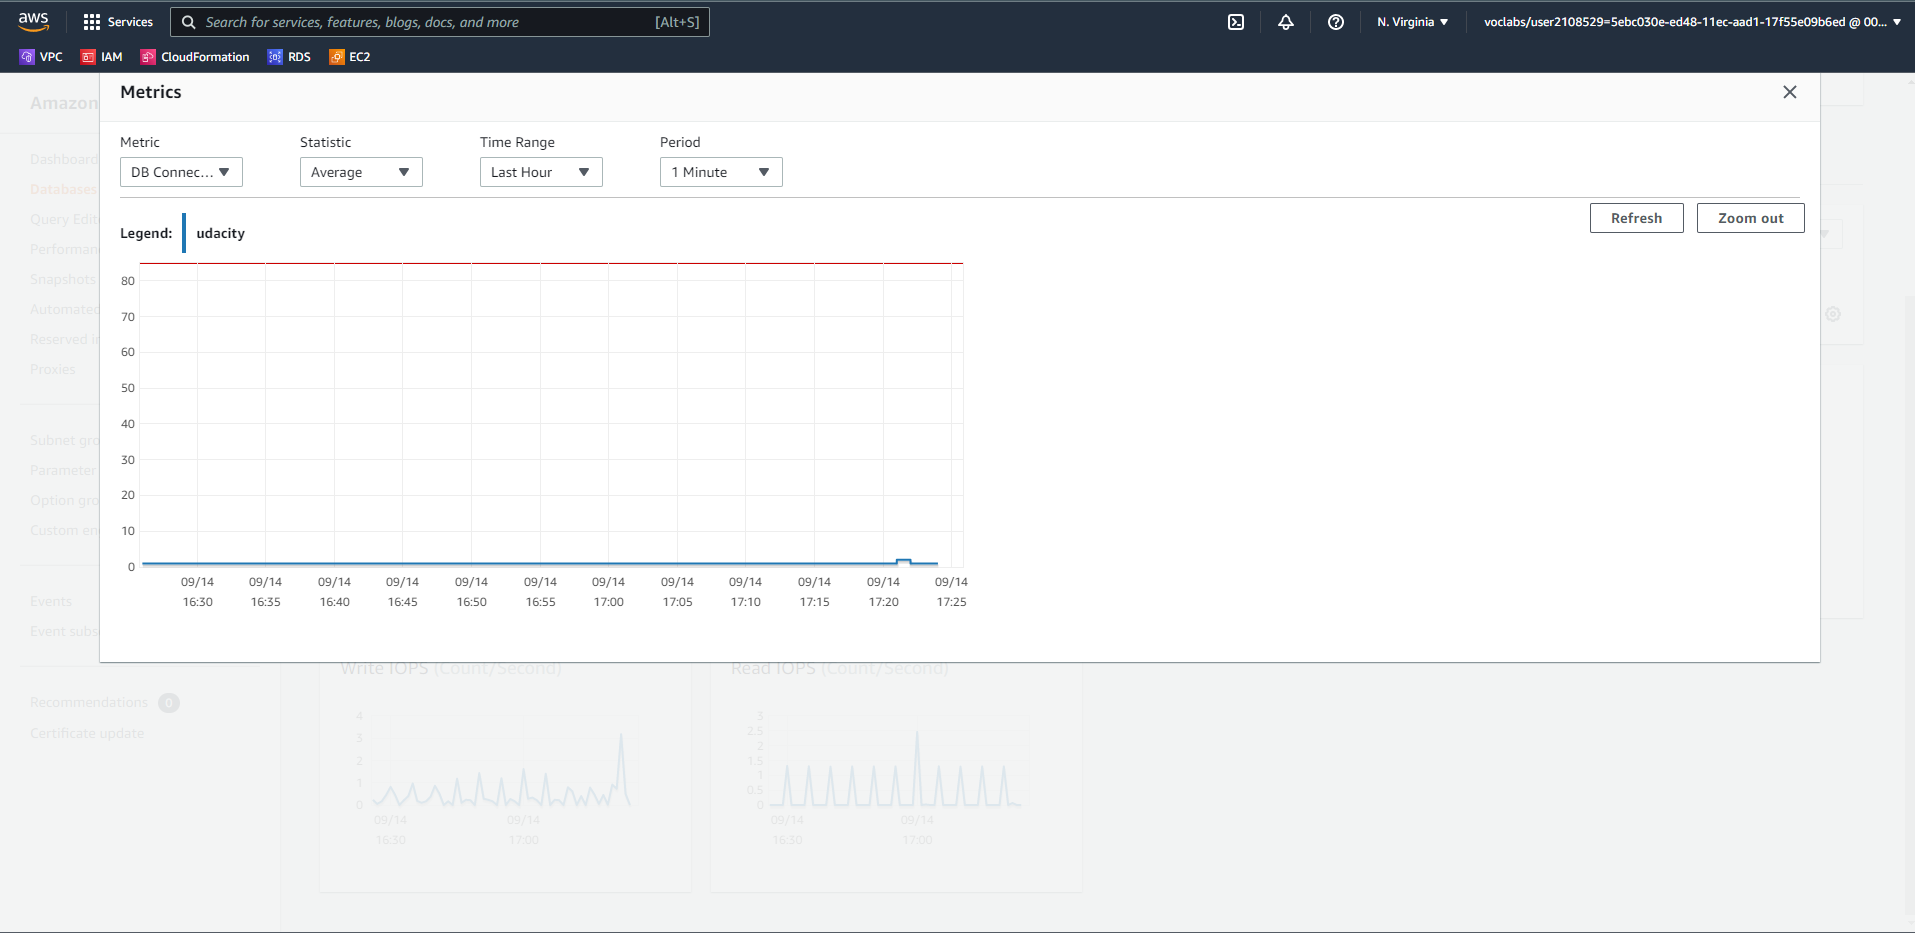 aws
Services
Search for services, features, blogs, docs, and more [Alt+S]
N. Virginia
voclabs/user2108529=5ebc030e-ed48-11ec-aad1-17f55e09b6ed @ 00...
VPC IAM CloudFormation RDS EC2
Amazon
Dashboard
Databases
Query Edit
Performan
Snapshots
Automated
Reserved in
Proxies
Subnet gro
Parameter
Option gro
Custom en
Events
Event subs
Recommendations 0
Certificate update
Metrics
Metric Statistic Time Range Period
DB Connec... Average Last Hour 1 Minute
Refresh Zoom out
Legend: udacity
80
70
60
50
40
30
20
10
0
09/14 09/14 09/14 09/14 09/14 09/14 09/14 09/14 09/14 09/14 09/14 09/14
16:30 16:35 16:40 16:45 16:50 16:55 17:00 17:05 17:10 17:15 17:20 17:25
Write IOPS (Count/Second)
4
3
2
1
0
09/14 09/14
16:30 17:00
Read IOPS (Count/Second)
3
2.5
2
1.5
1
0.5
0
09/14 09/14
16:30 17:00